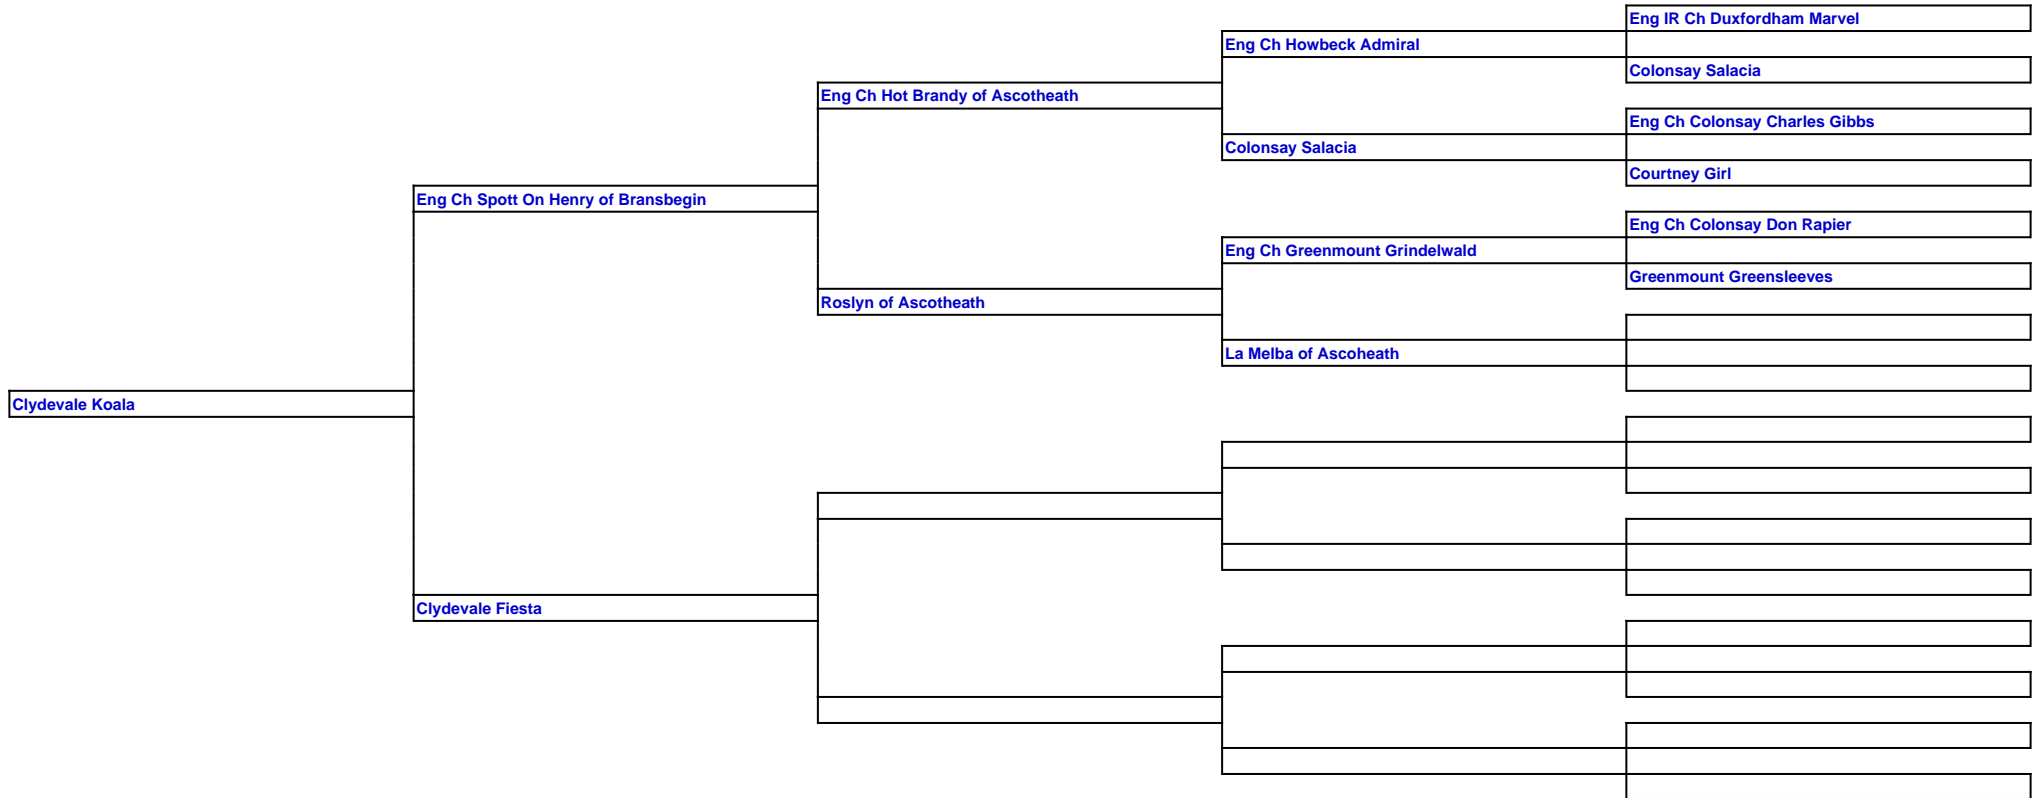 Eng IR Ch Duxfordham Marvel
Eng Ch Howbeck Admiral
Colonsay Salacia
Eng Ch Hot Brandy of Ascotheath
Eng Ch Colonsay Charles Gibbs
Colonsay Salacia
Courtney Girl
Eng Ch Spott On Henry of Bransbegin
Eng Ch Colonsay Don Rapier
Eng Ch Greenmount Grindelwald
Greenmount Greensleeves
Roslyn of Ascotheath
La Melba of Ascoheath
Clydevale Koala
Clydevale Fiesta